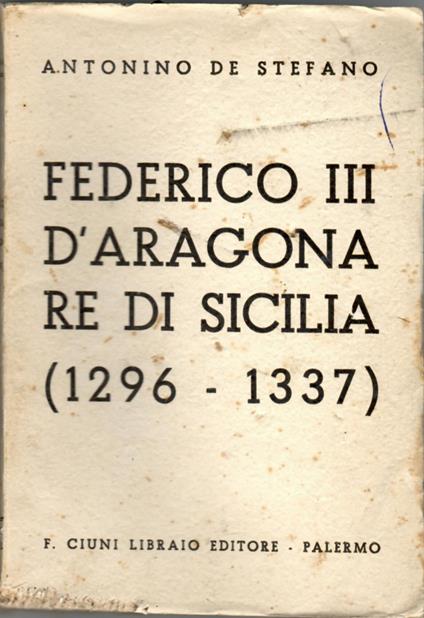 ANTONINO DE STEFANO
FEDERICO III
D'ARAGONA
RE DI SICILIA
(1296 - 1337)
F. CIUNI LIBRAIO EDITORE - PALERMO